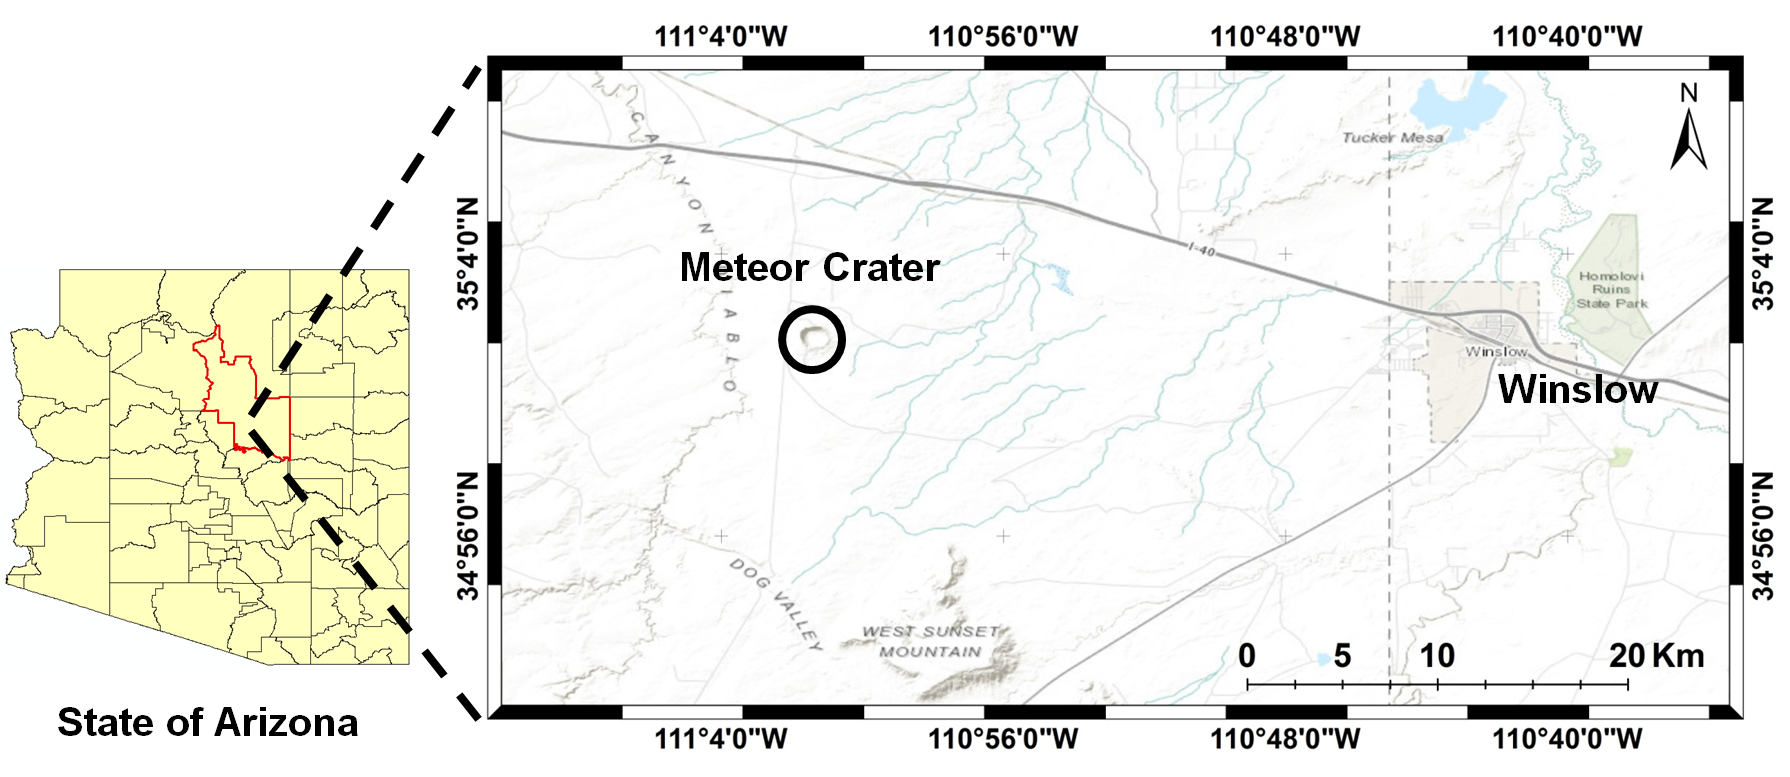 111°4'0"W 110°56'0"W 110°48'0"W 110°40'0"W
N
CANYON DIABLO
Tucker Mesa
35°4'0"N
35°4'0"N
I-40
Meteor Crater
Homolovi
Ruins
State Park
Winslow
Winslow
34°56'0"N
34°56'0"N
DOG VALLEY
WEST SUNSET
MOUNTAIN
0 5 10 20 Km
State of Arizona
111°4'0"W 110°56'0"W 110°48'0"W 110°40'0"W